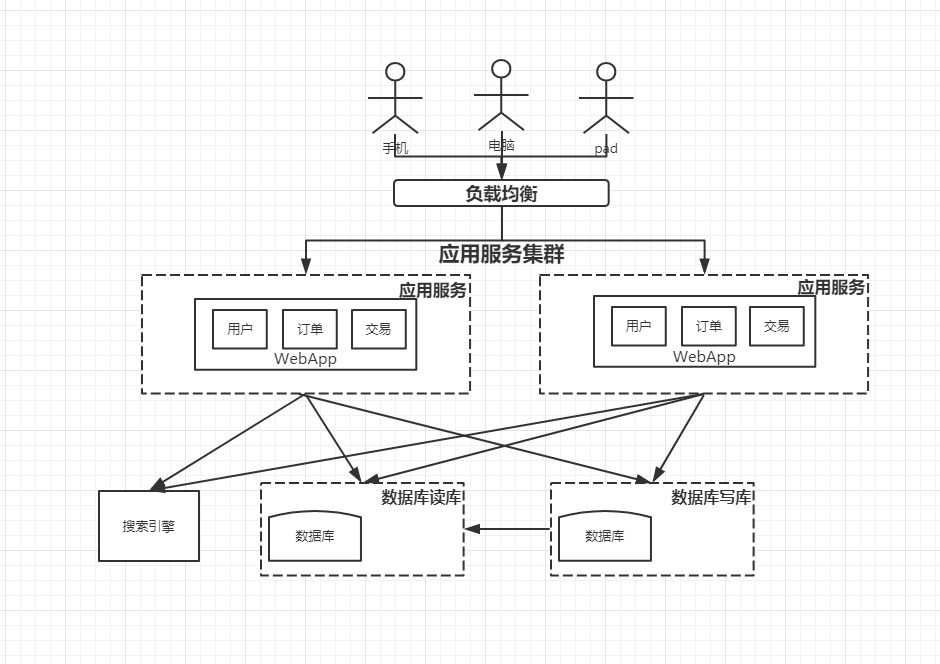 手机
电脑
pad
负载均衡
应用服务集群
应用服务
用户
订单
交易
WebApp
应用服务
用户
订单
交易
WebApp
搜索引擎
数据库读库
数据库
数据库写库
数据库